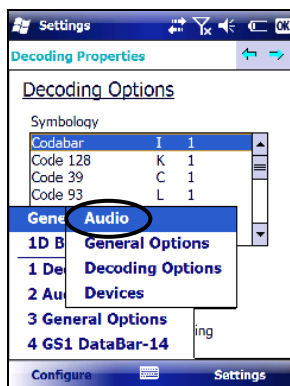 Settings OK
Decoding Properties
Decoding Options
Symbology
Codabar I 1
Code 128 K 1
Code 39 C 1
Code 93 L 1
Gene Audio
1D B General Options
1 Dec Decoding Options
2 Au Devices
3 General Options
ing
4 GS1 DataBar-14
Configure Settings